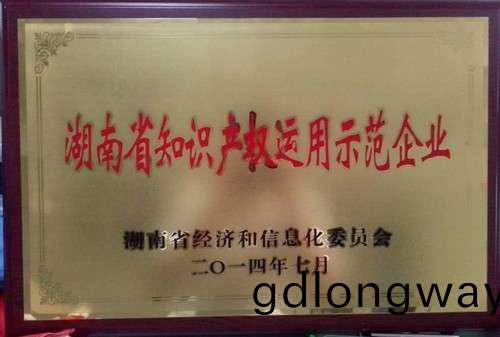 湖南省知识产权运用示范企业
湖南省经济和信息化委员会
二〇一四年七月
gdlongway